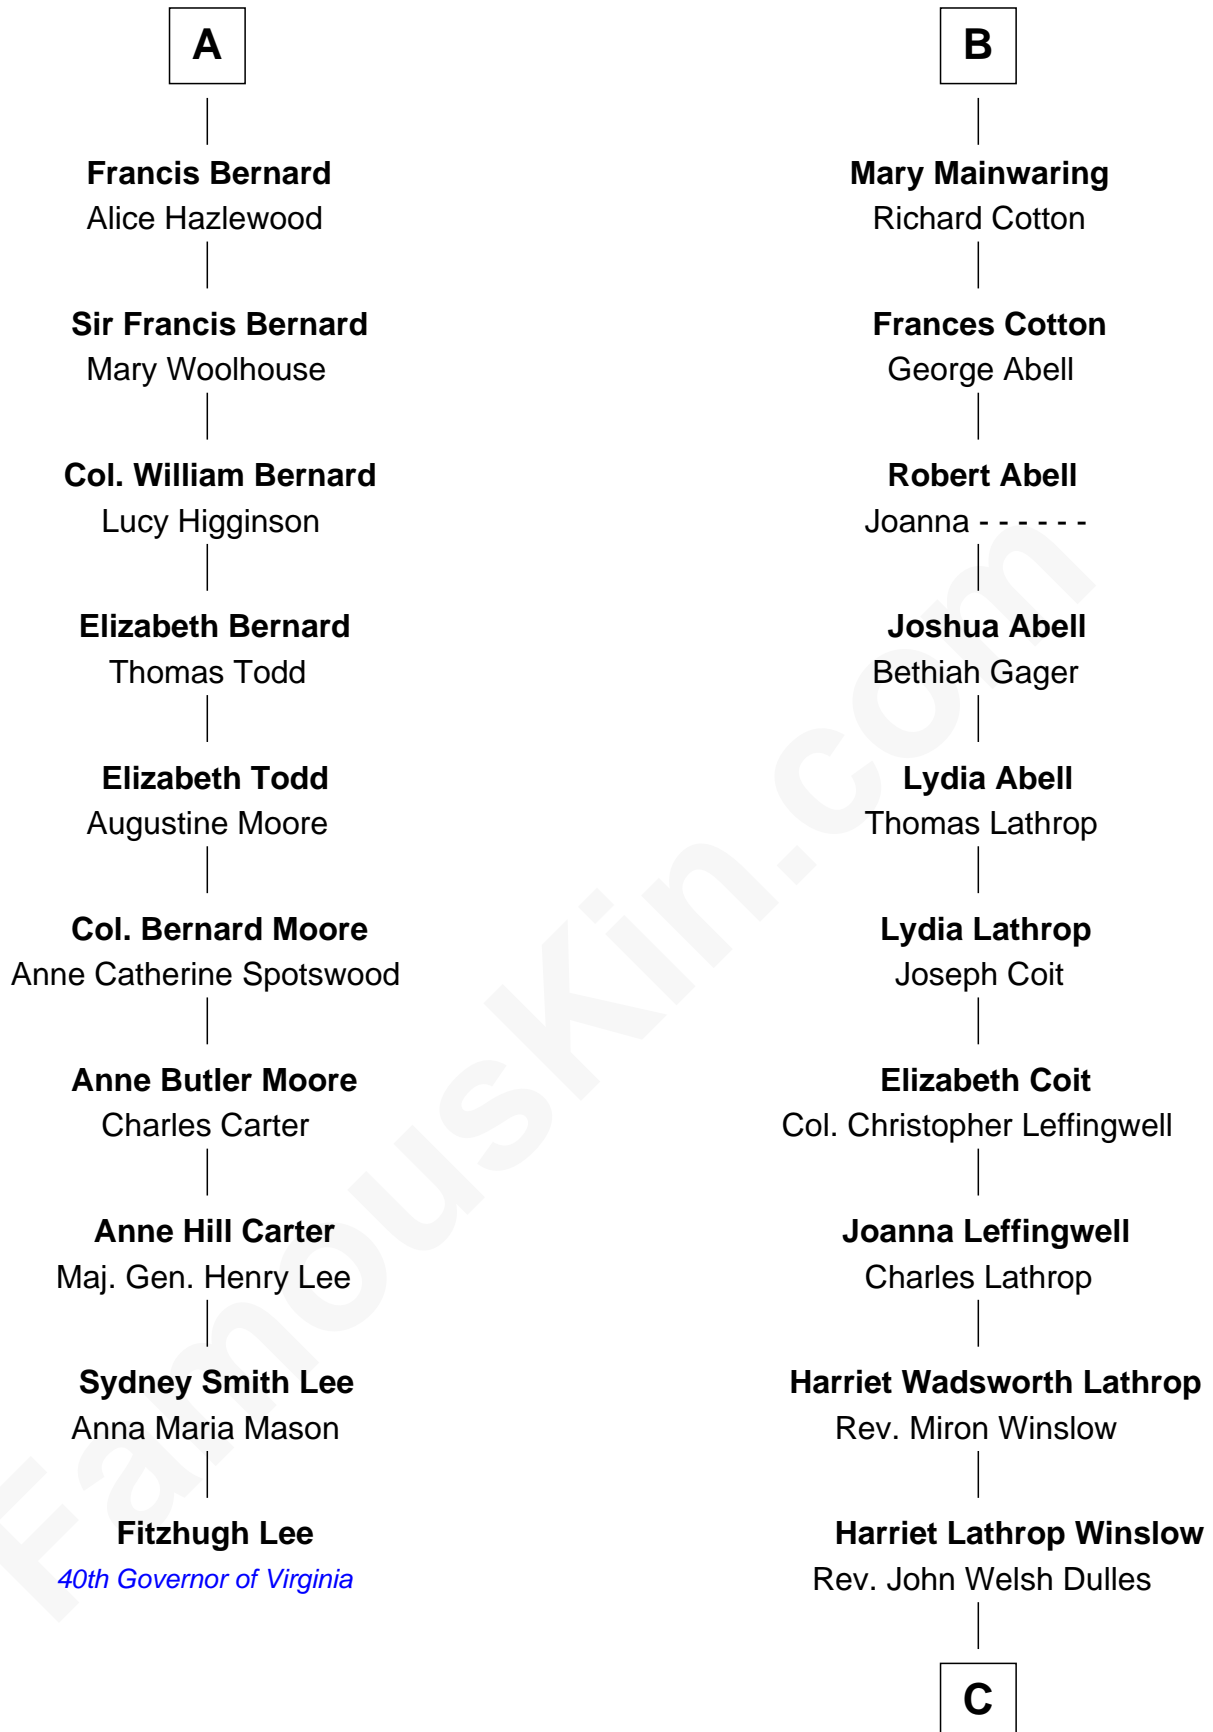 A
Francis Bernard
Alice Hazlewood
Sir Francis Bernard
Mary Woolhouse
Col. William Bernard
Lucy Higginson
Elizabeth Bernard
Thomas Todd
Elizabeth Todd
Augustine Moore
Col. Bernard Moore
Anne Catherine Spotswood
Anne Butler Moore
Charles Carter
Anne Hill Carter
Maj. Gen. Henry Lee
Sydney Smith Lee
Anna Maria Mason
Fitzhugh Lee
40th Governor of Virginia
B
Mary Mainwaring
Richard Cotton
Frances Cotton
George Abell
Robert Abell
Joanna - - - - - -
Joshua Abell
Bethiah Gager
Lydia Abell
Thomas Lathrop
Lydia Lathrop
Joseph Coit
Elizabeth Coit
Col. Christopher Leffingwell
Joanna Leffingwell
Charles Lathrop
Harriet Wadsworth Lathrop
Rev. Miron Winslow
Harriet Lathrop Winslow
Rev. John Welsh Dulles
C
FamousKin.com